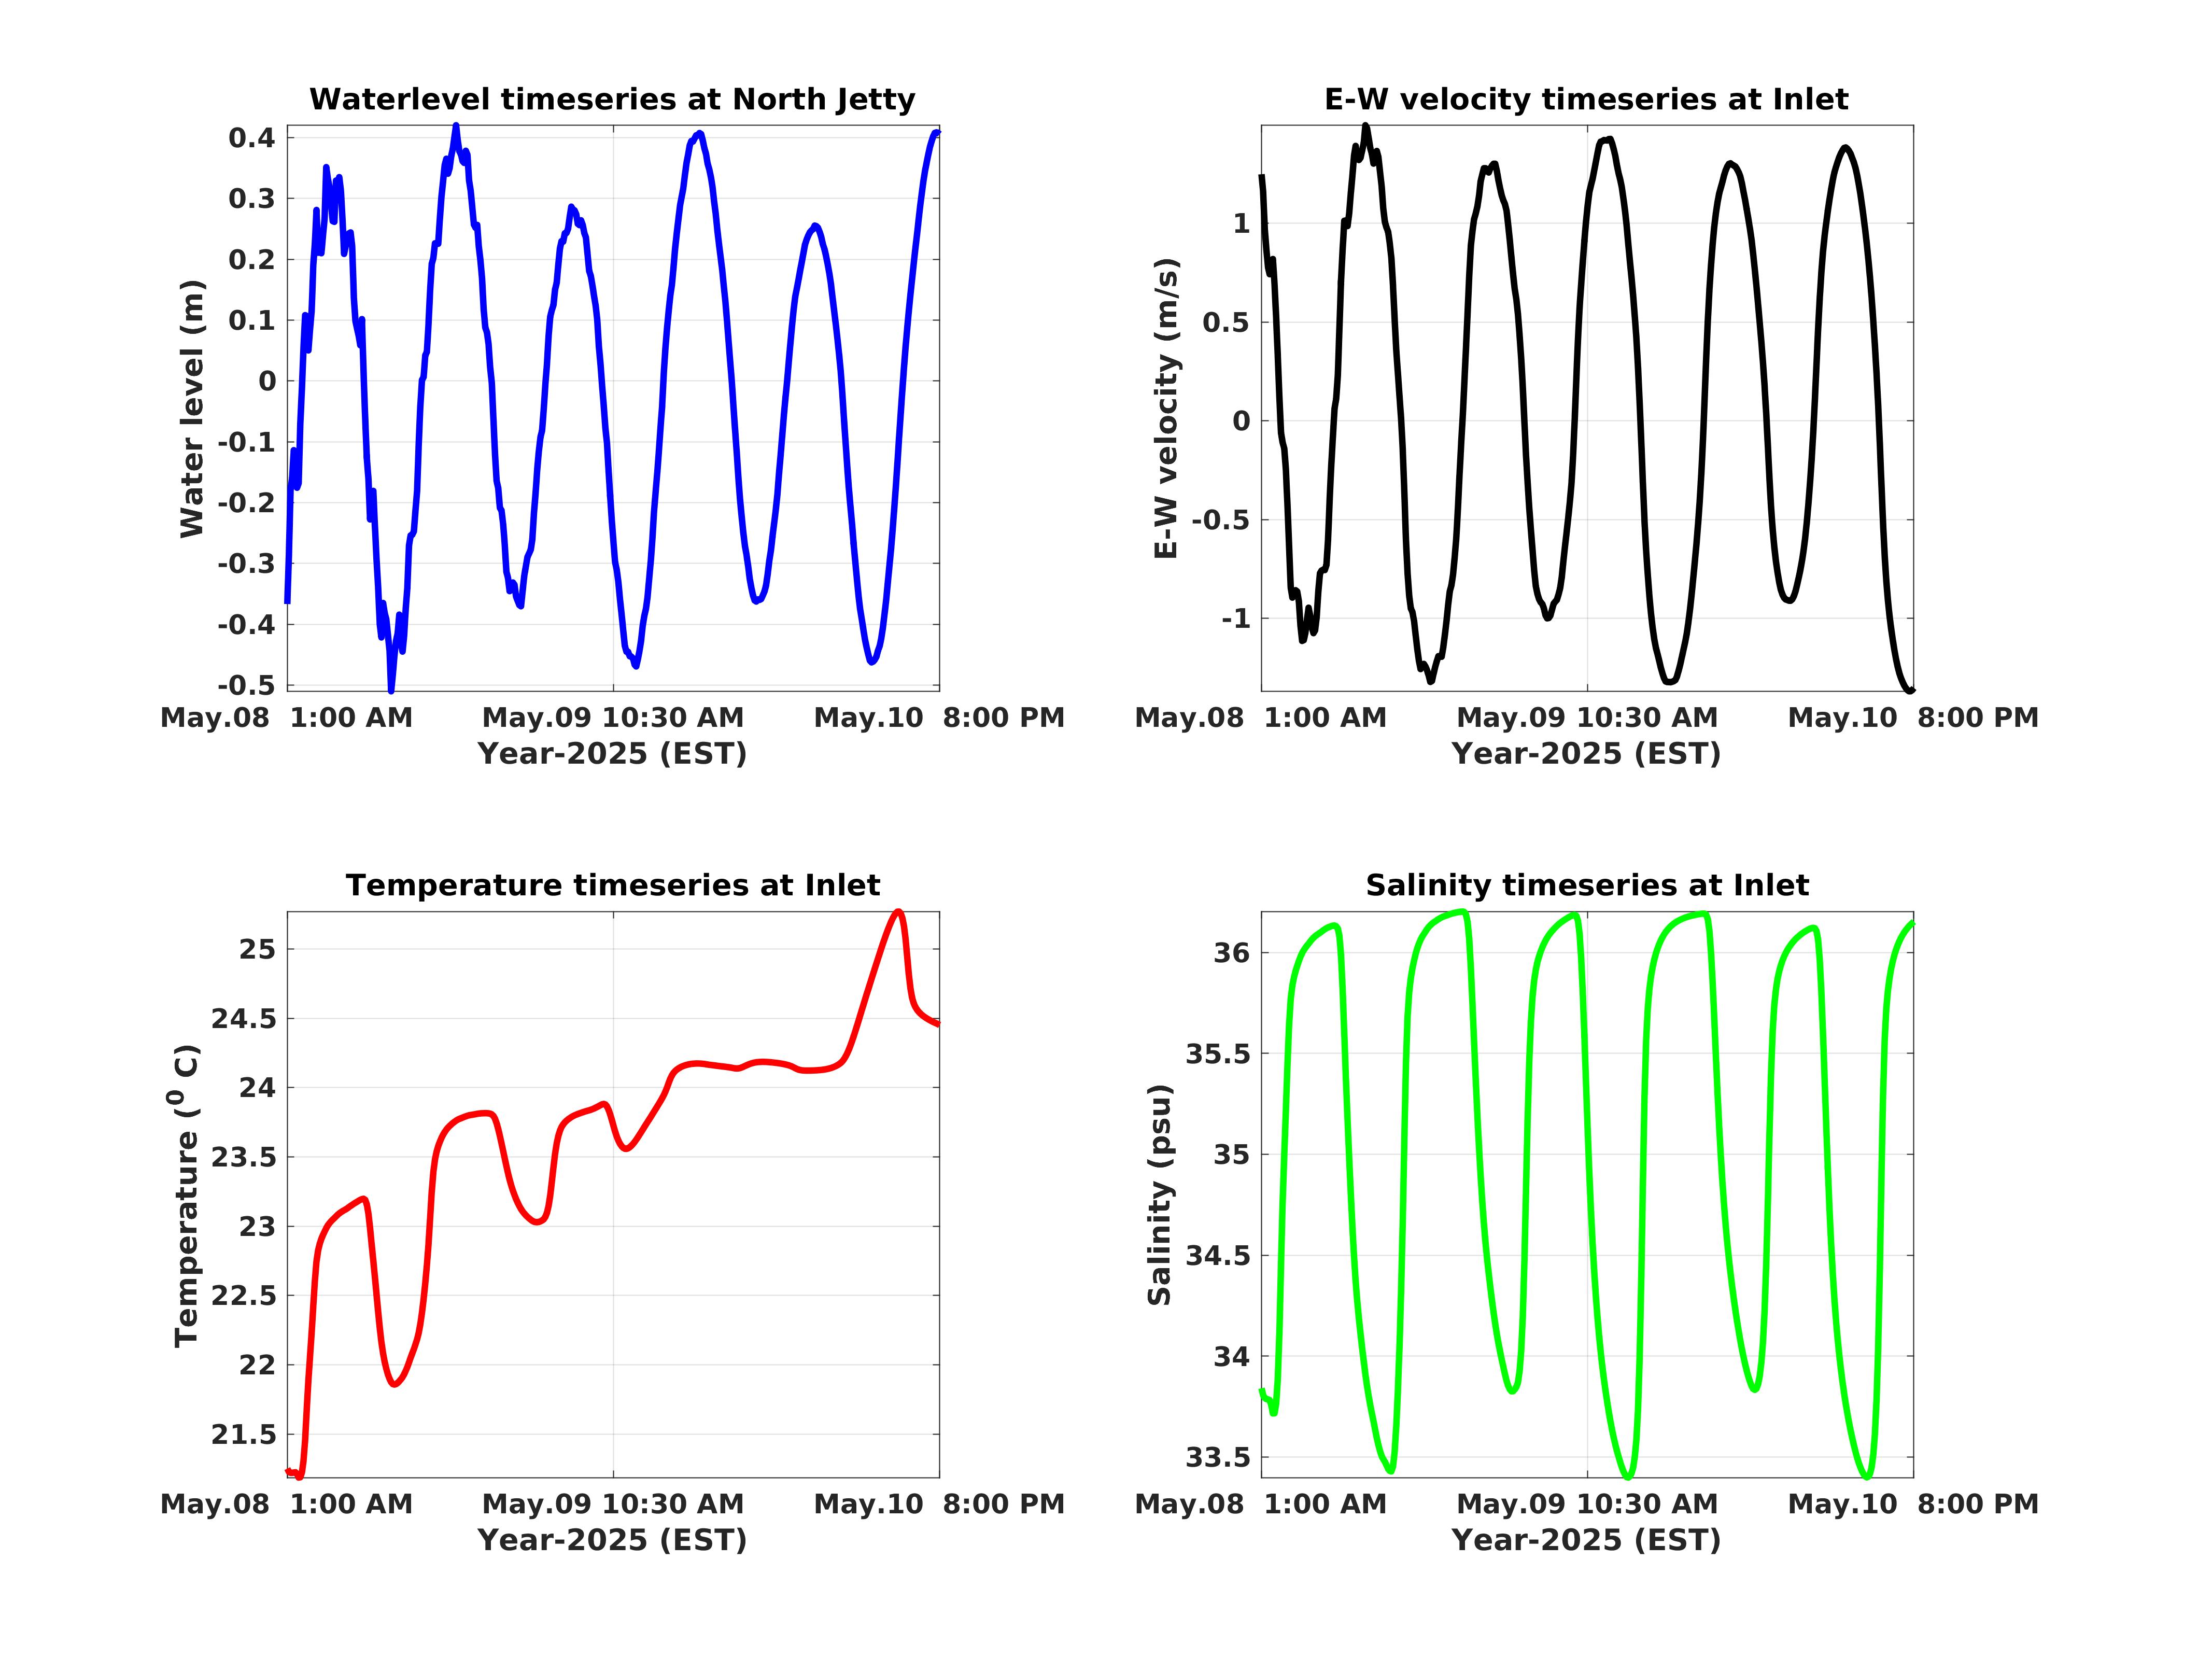 Waterlevel timeseries at North Jetty
0.4
0.3
0.2
0.1
0
-0.1
-0.2
-0.3
-0.4
-0.5
Water level (m)
May.08 1:00 AM May.09 10:30 AM May.10 8:00 PM
Year-2025 (EST)
E-W velocity timeseries at Inlet
1
0.5
0
-0.5
-1
E-W velocity (m/s)
May.08 1:00 AM May.09 10:30 AM May.10 8:00 PM
Year-2025 (EST)
Temperature timeseries at Inlet
25
24.5
24
23.5
23
22.5
22
21.5
Temperature (⁰ C)
May.08 1:00 AM May.09 10:30 AM May.10 8:00 PM
Year-2025 (EST)
Salinity timeseries at Inlet
36
35.5
35
34.5
34
33.5
Salinity (psu)
May.08 1:00 AM May.09 10:30 AM May.10 8:00 PM
Year-2025 (EST)